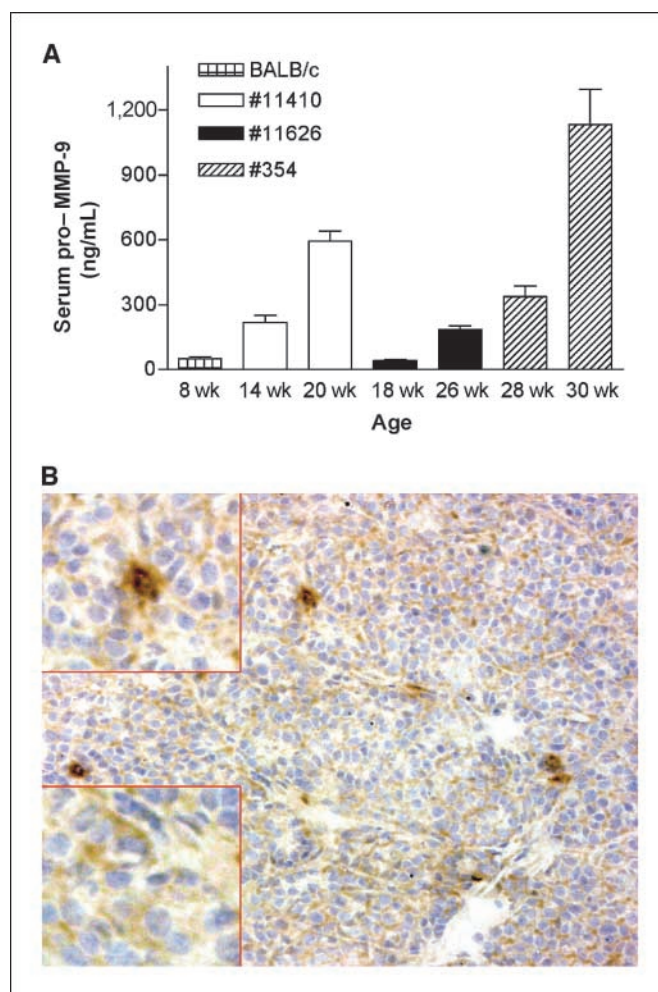 A
BALB/c
#11410
#11626
#354
Serum pro–MMP-9
(ng/mL)
1,200
900
600
300
0
8 wk 14 wk 20 wk 18 wk 26 wk 28 wk 30 wk
Age
B